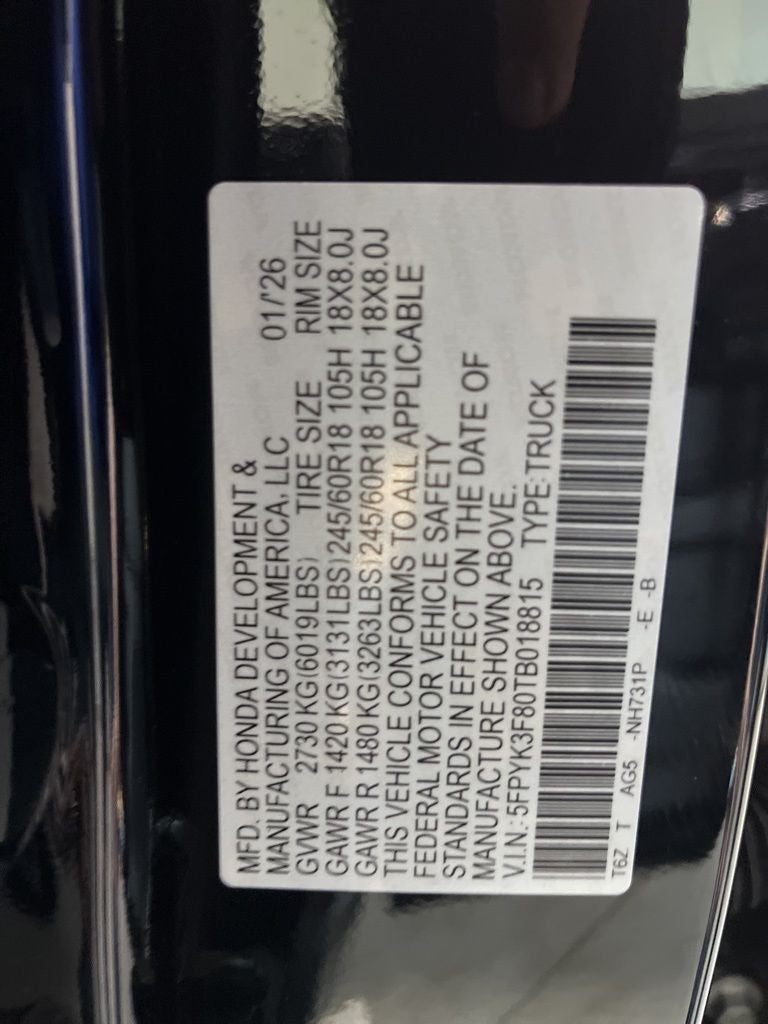 MFD. BY HONDA DEVELOPMENT &
MANUFACTURING OF AMERICA, LLC 01/'26
GVWR 2730 KG(6019LBS) TIRE SIZE RIM SIZE
GAWR F 1420 KG(3131LBS)245/60R18 105H 18X8.0J
GAWR R 1480 KG(3263LBS)245/60R18 105H 18X8.0J
THIS VEHICLE CONFORMS TO ALL APPLICABLE
FEDERAL MOTOR VEHICLE SAFETY
STANDARDS IN EFFECT ON THE DATE OF
MANUFACTURE SHOWN ABOVE.
V.I.N.:5FPYK3F80TB018815 TYPE:TRUCK
T6Z T AG5 -NH731P -E -B